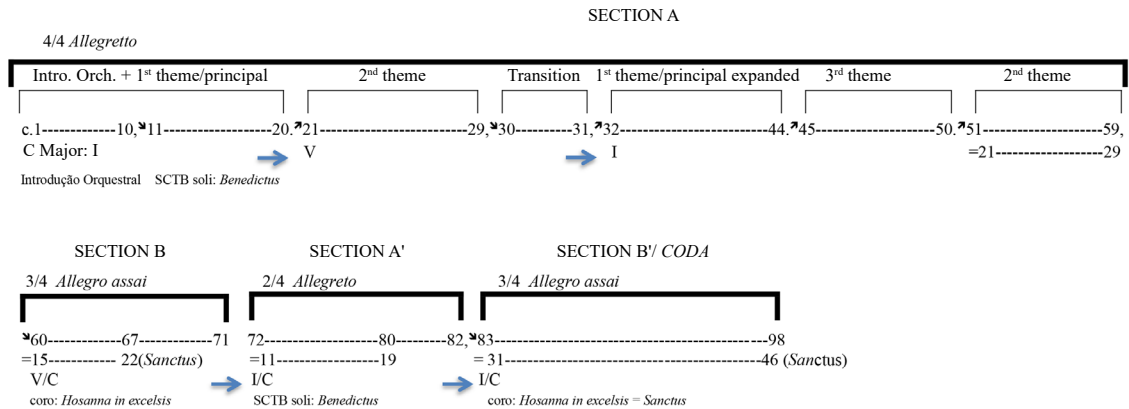 SECTION A
4/4 Allegretto
Intro. Orch. + 1st theme/principal 2nd theme Transition 1st theme/principal expanded 3rd theme 2nd theme
c.1--------------10,↘11--------------------20.↗21----------------------------29,↘30-------------31,↗32--------------------------44.↗45------------------------50.↗51----------------------59,
C Major: I → V → I =21--------------------29
Introdução Orquestral SCTB soli: Benedictus
SECTION B SECTION A' SECTION B'/ CODA
3/4 Allegro assai 2/4 Allegreto 3/4 Allegro assai
↘60--------------67--------------71 72------------------80----------82,↘83--------------------------------------------------98
=15------------ 22(Sanctus) =11--------------------19 = 31--------------------------------------------------46 (Sanctus)
V/C → I/C → I/C
coro: Hosanna in excelsis SCTB soli: Benedictus coro: Hosanna in excelsis = Sanctus